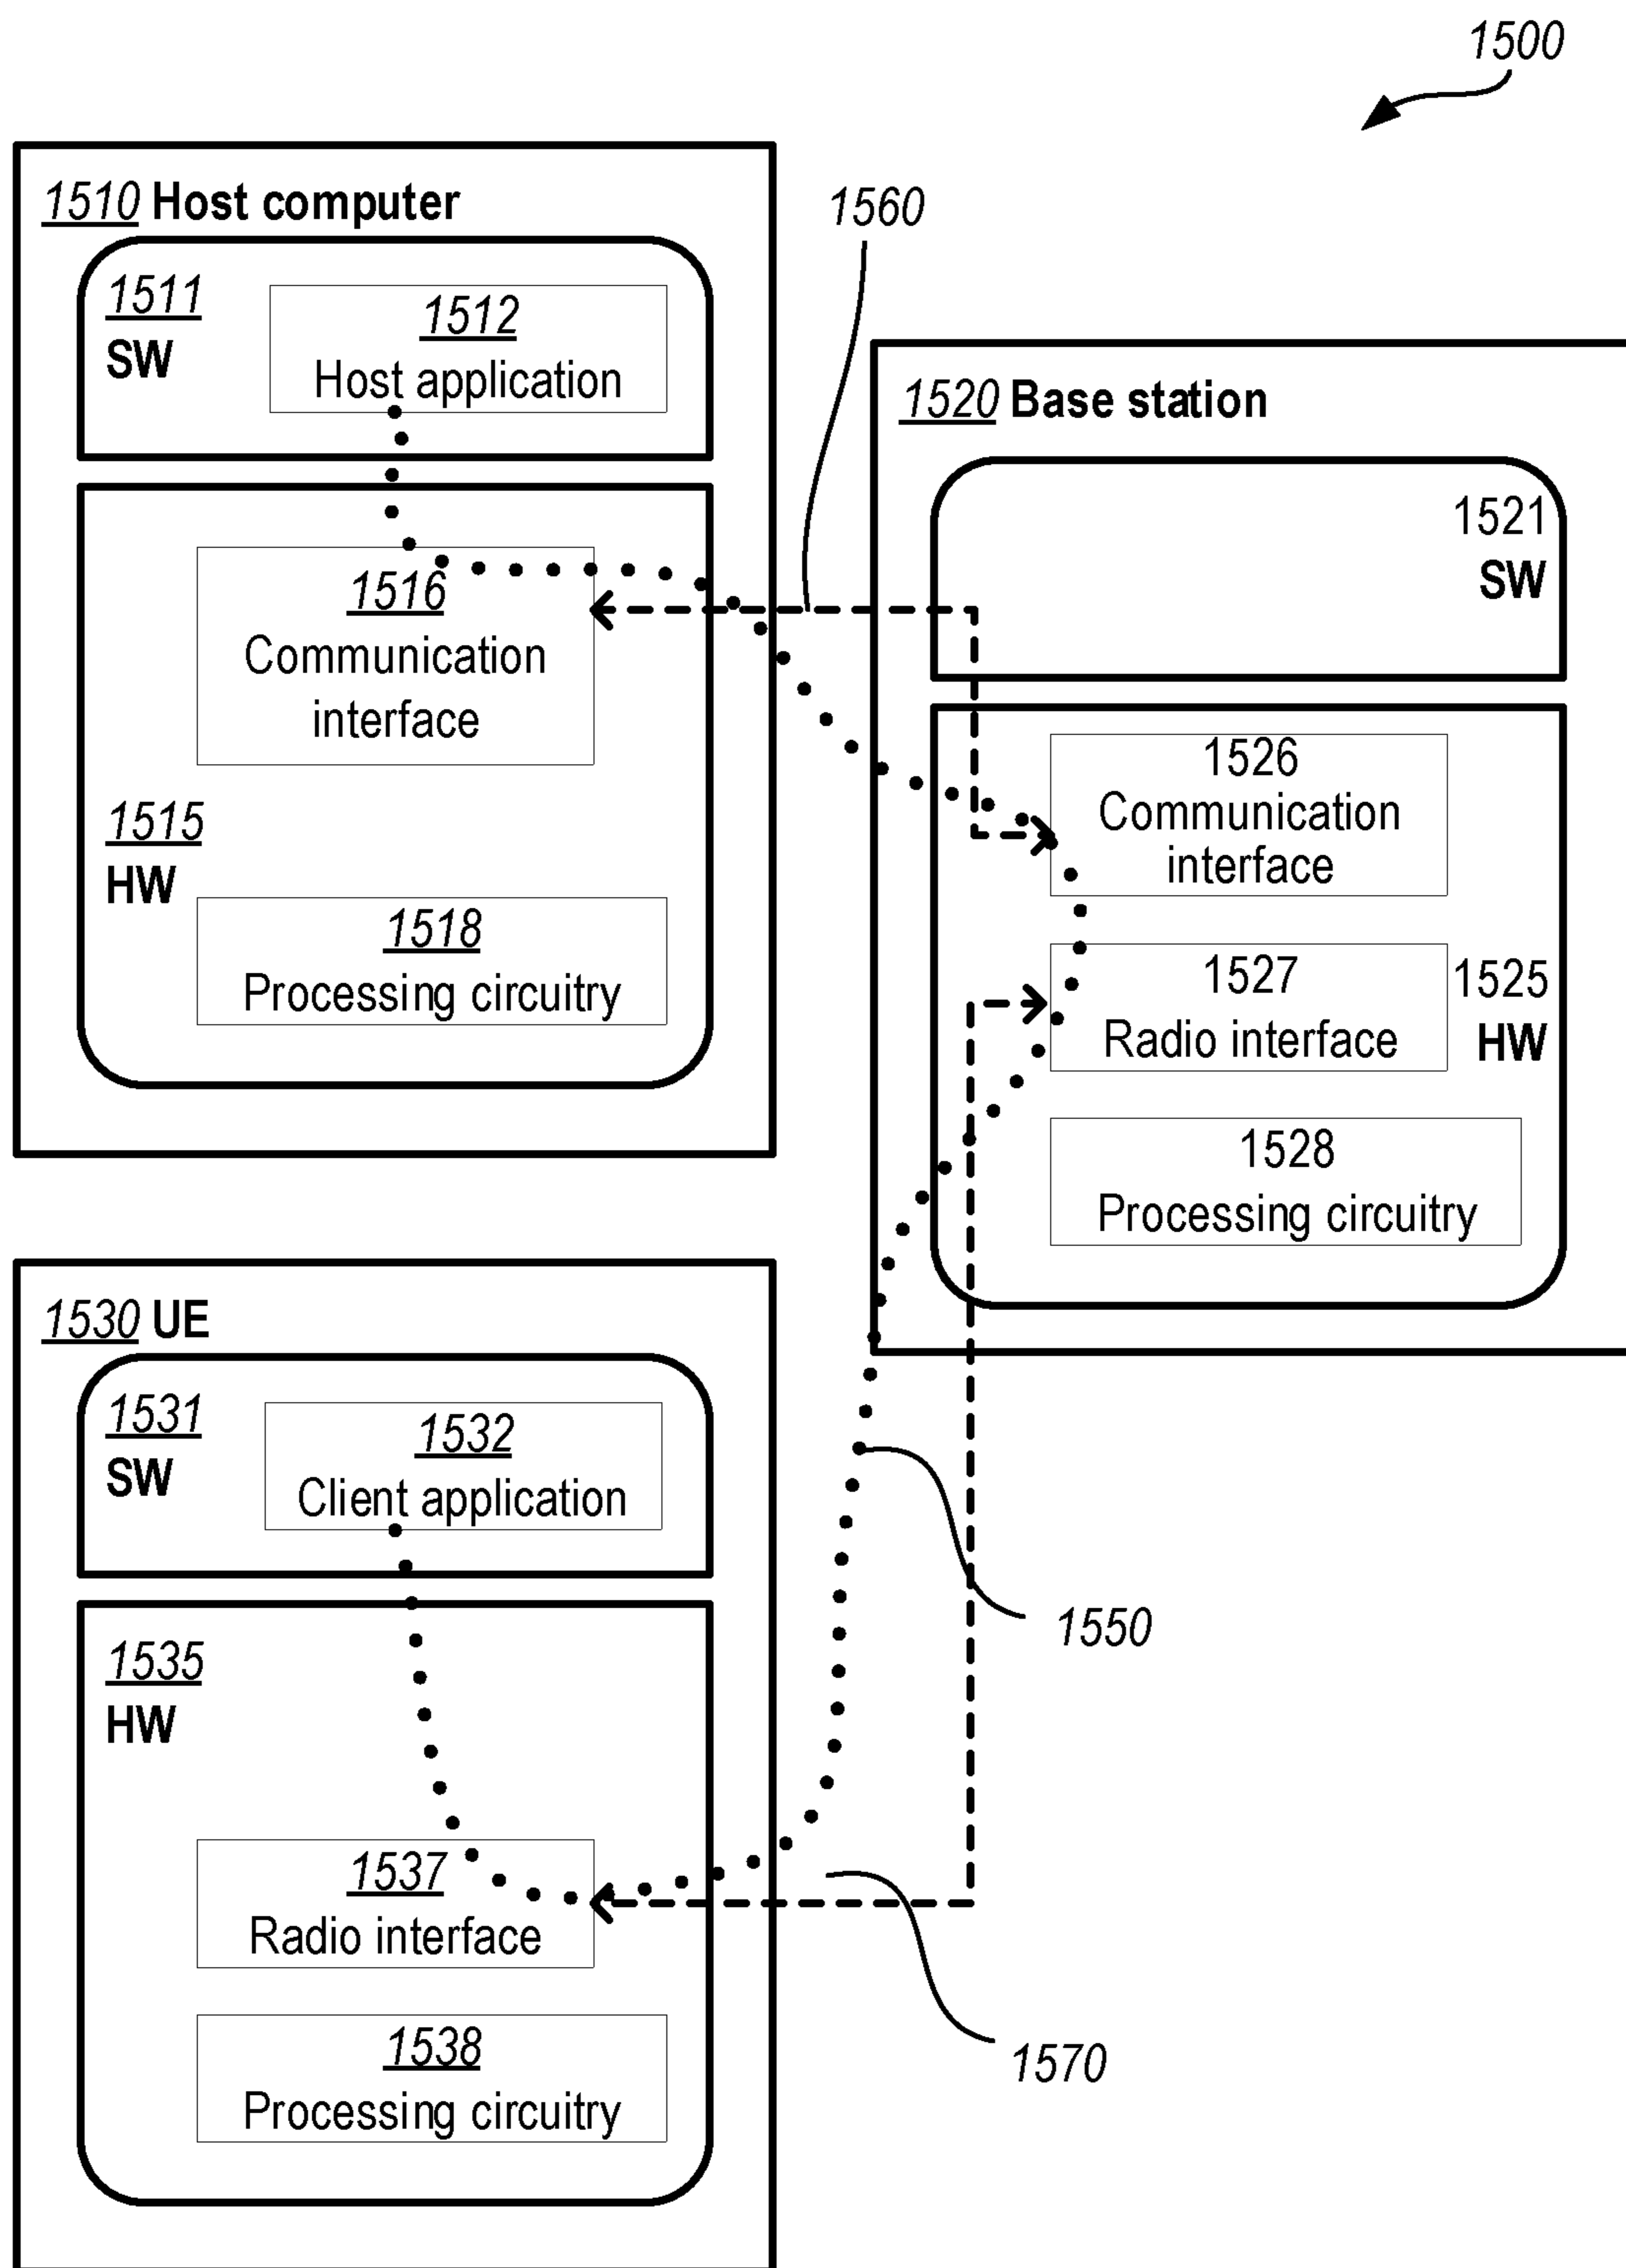 1500
1510 Host computer
1511
SW
1512
Host application
1516
Communication
interface
1515
HW
1518
Processing circuitry
1560
1520 Base station
1521
SW
1526
Communication
interface
1527
Radio interface
1525
HW
1528
Processing circuitry
1530 UE
1531
SW
1532
Client application
1535
HW
1537
Radio interface
1538
Processing circuitry
1550
1570